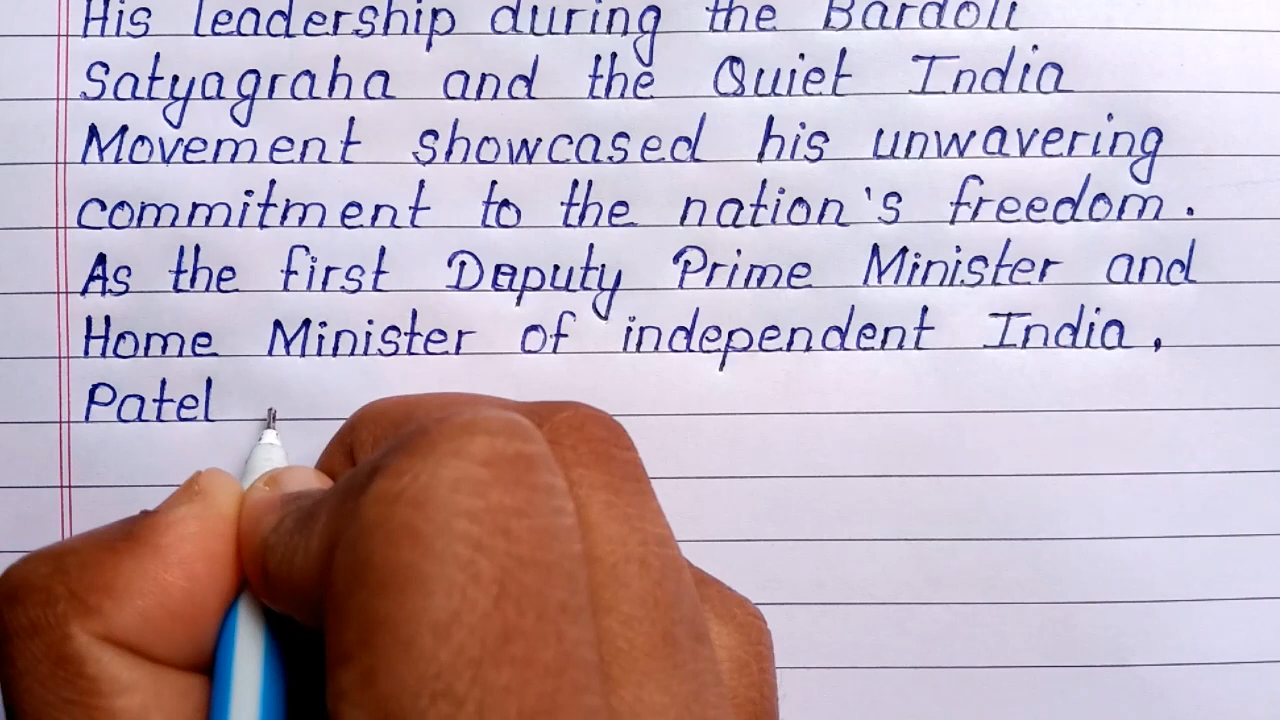 His leadership during the Bardoli
Satyagraha and the Quiet India
Movement showcased his unwavering
commitment to the nation's freedom.
As the first Deputy Prime Minister and
Home Minister of independent India,
Patel